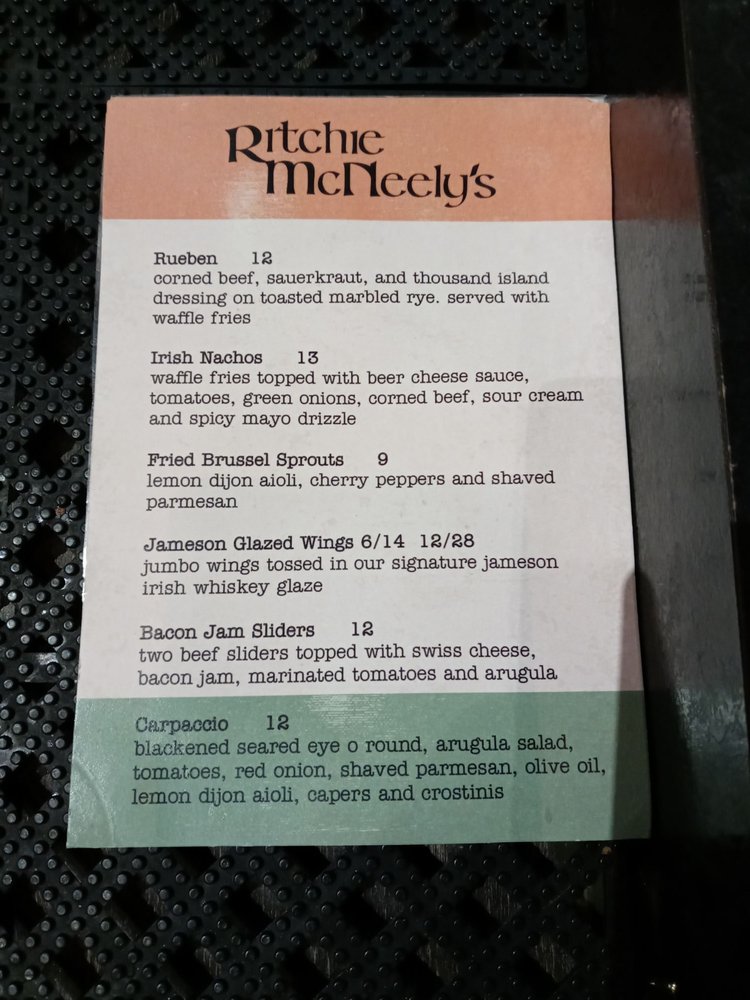 Ritchie
McNeely's
Rueben 12
corned beef, sauerkraut, and thousand island
dressing on toasted marbled rye. served with
waffle fries
Irish Nachos 13
waffle fries topped with beer cheese sauce,
tomatoes, green onions, corned beef, sour cream
and spicy mayo drizzle
Fried Brussel Sprouts 9
lemon dijon aioli, cherry peppers and shaved
parmesan
Jameson Glazed Wings 6/14 12/28
jumbo wings tossed in our signature jameson
irish whiskey glaze
Bacon Jam Sliders 12
two beef sliders topped with swiss cheese,
bacon jam, marinated tomatoes and arugula
Carpaccio 12
blackened seared eye o round, arugula salad,
tomatoes, red onion, shaved parmesan, olive oil,
lemon dijon aioli, capers and crostinis